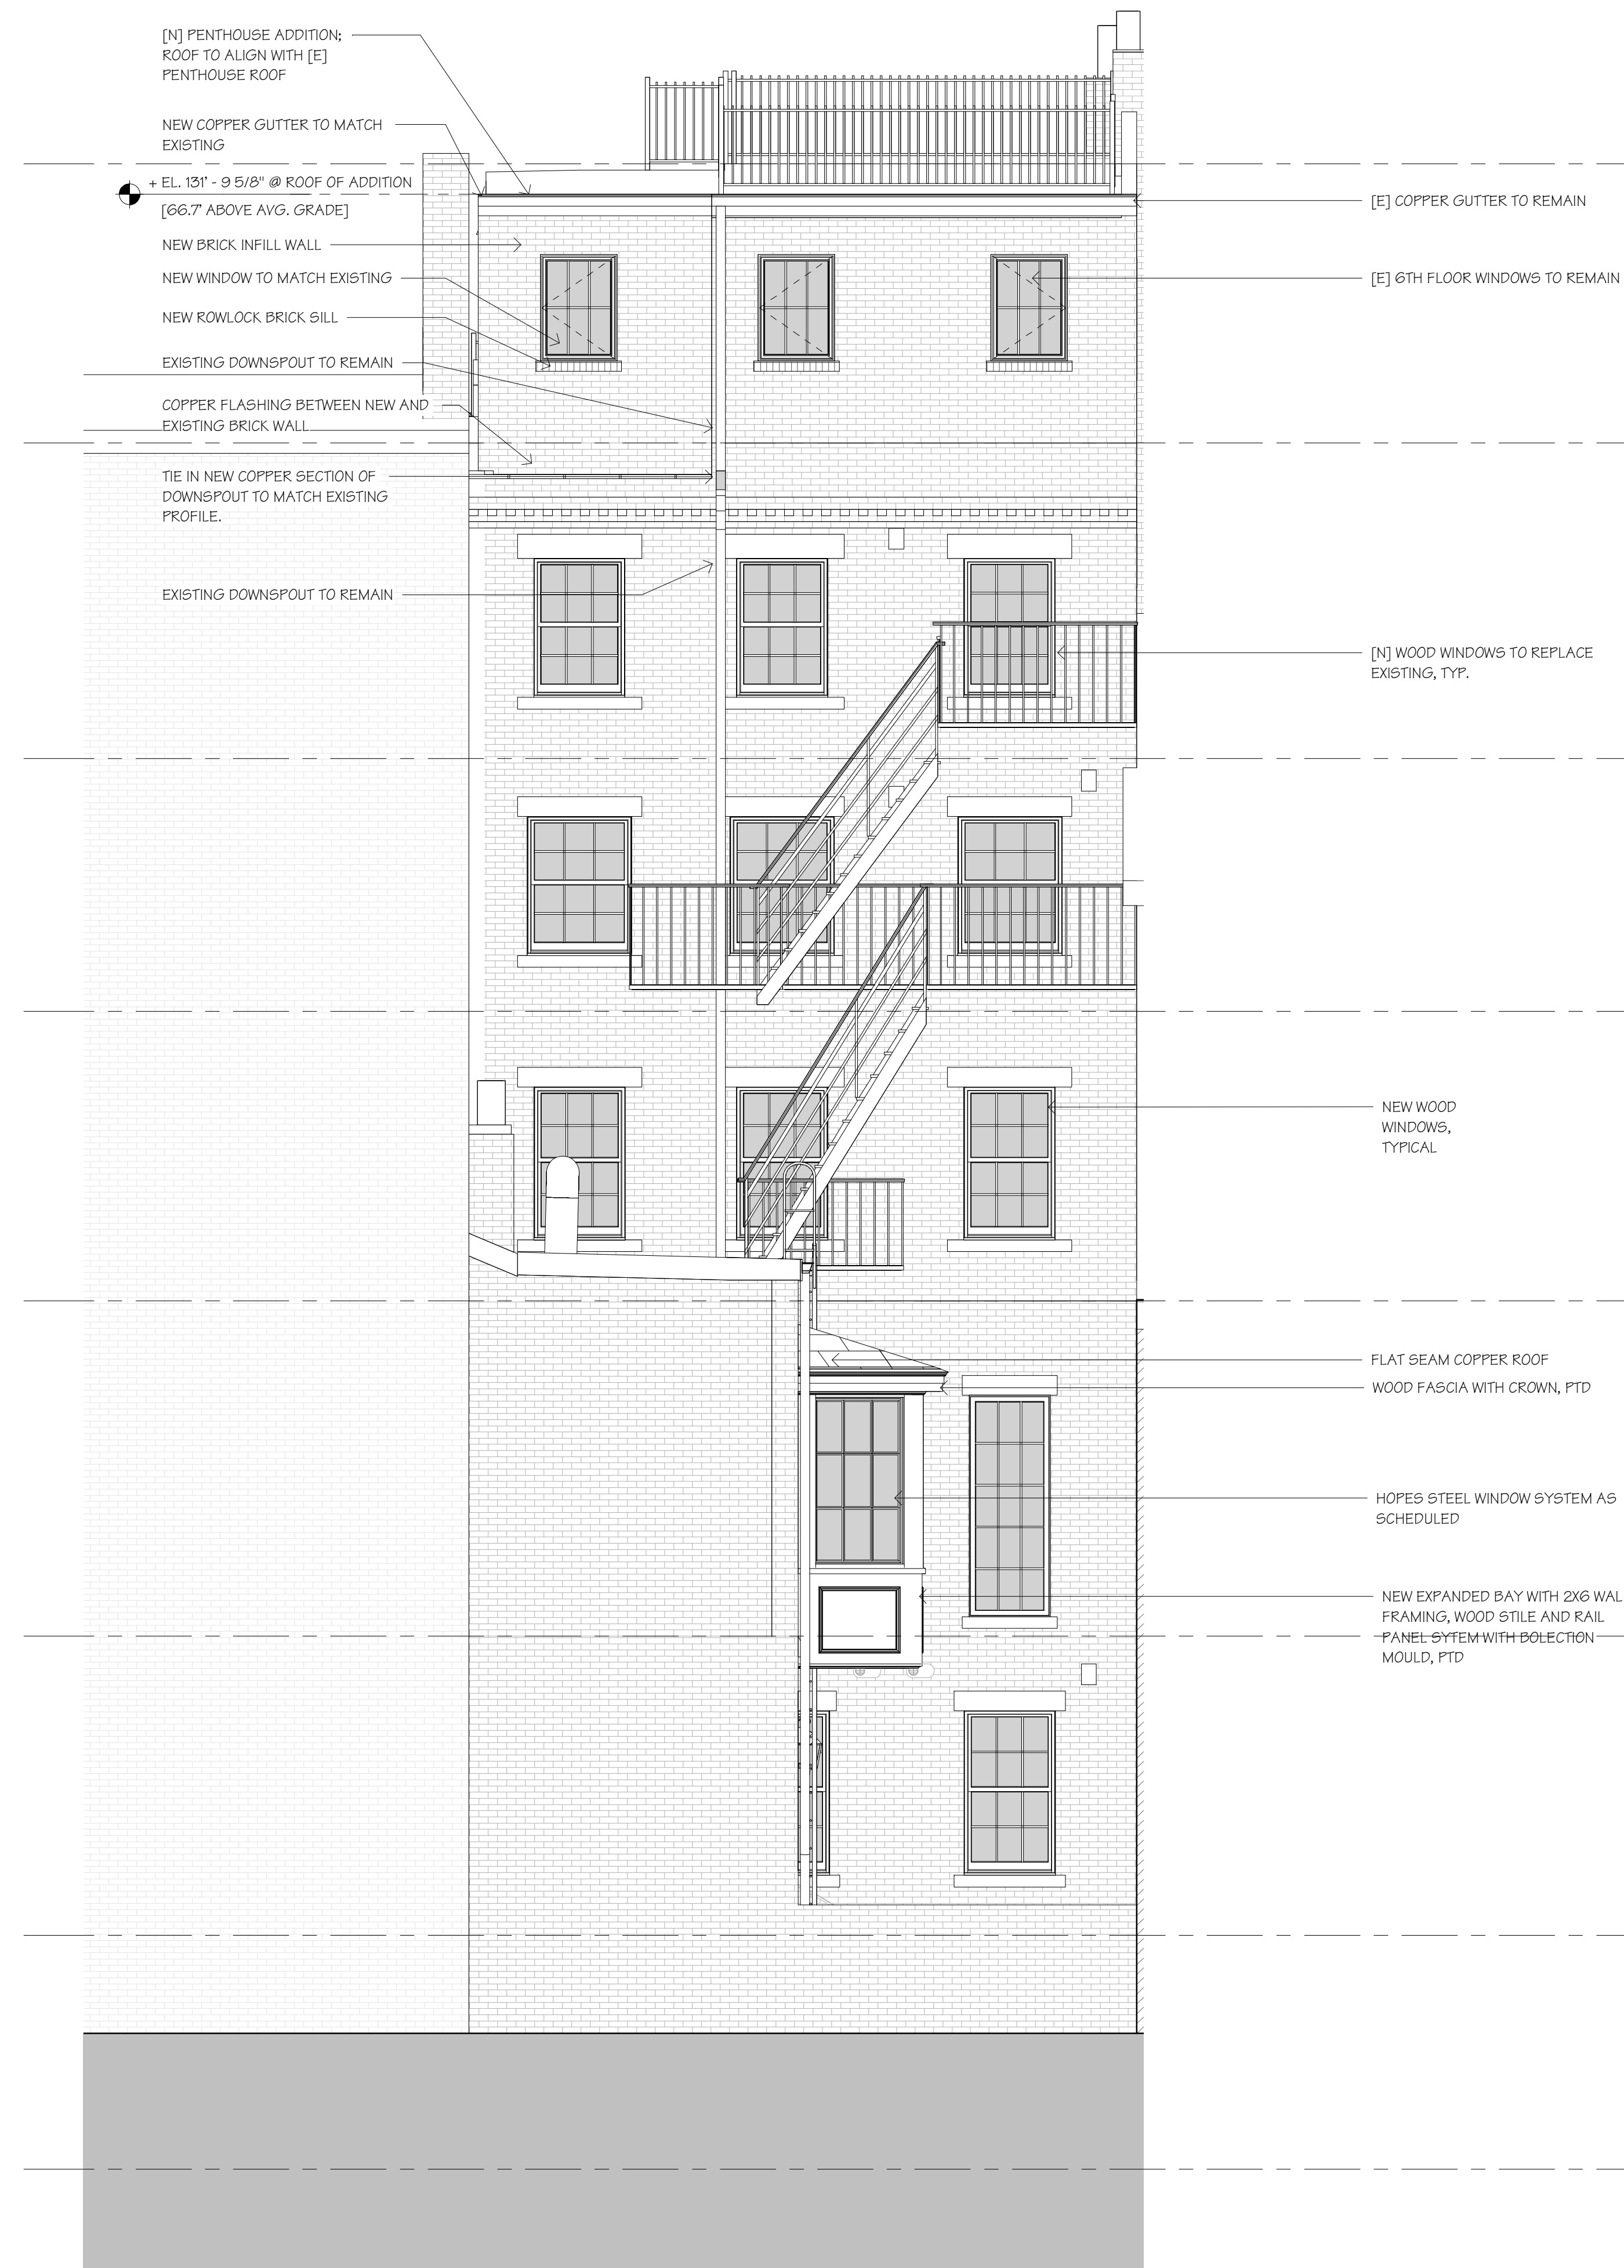 [N] PENTHOUSE ADDITION;
ROOF TO ALIGN WITH [E]
PENTHOUSE ROOF
NEW COPPER GUTTER TO MATCH
EXISTING
+ EL. 131' - 9 5/8" @ ROOF OF ADDITION
[66.7' ABOVE AVG. GRADE]
NEW BRICK INFILL WALL
NEW WINDOW TO MATCH EXISTING
NEW ROWLOCK BRICK SILL
EXISTING DOWNSPOUT TO REMAIN
COPPER FLASHING BETWEEN NEW AND
EXISTING BRICK WALL
TIE IN NEW COPPER SECTION OF
DOWNSPOUT TO MATCH EXISTING
PROFILE.
EXISTING DOWNSPOUT TO REMAIN
[E] COPPER GUTTER TO REMAIN
[E] 6TH FLOOR WINDOWS TO REMAIN
[N] WOOD WINDOWS TO REPLACE
EXISTING, TYP.
NEW WOOD
WINDOWS,
TYPICAL
FLAT SEAM COPPER ROOF
WOOD FASCIA WITH CROWN, PTD
HOPES STEEL WINDOW SYSTEM AS
SCHEDULED
NEW EXPANDED BAY WITH 2X6 WAL
FRAMING, WOOD STILE AND RAIL
PANEL SYTEM WITH BOLECTION
MOULD, PTD